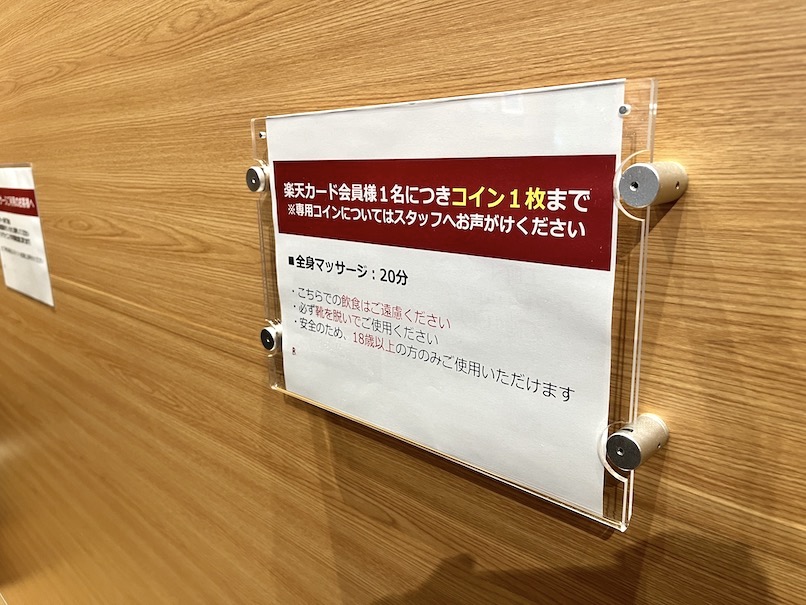 楽天カード会員様1名につきコイン1枚まで
※専用コインについてはスタッフへお声がけください
■全身マッサージ：20分
・こちらでの飲食はご遠慮ください
・必ず靴を脱いでご使用ください
・安全のため、18歳以上の方のみご使用いただけます